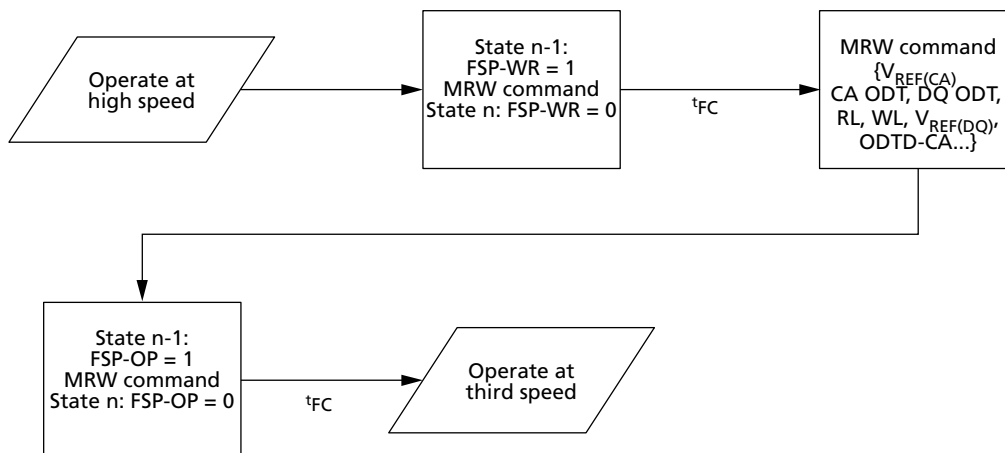 Operate at
high speed
State n-1:
FSP-WR = 1
MRW command
State n: FSP-WR = 0
tFC
MRW command
{VREF(CA)
CA ODT, DQ ODT,
RL, WL, VREF(DQ),
ODTD-CA...}
State n-1:
FSP-OP = 1
MRW command
State n: FSP-OP = 0
tFC
Operate at
third speed